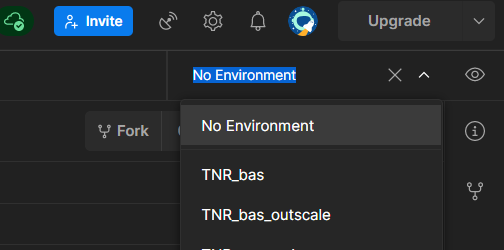 Invite
Upgrade
No Environment
Fork
No Environment
TNR_bas
TNR_bas_outscale